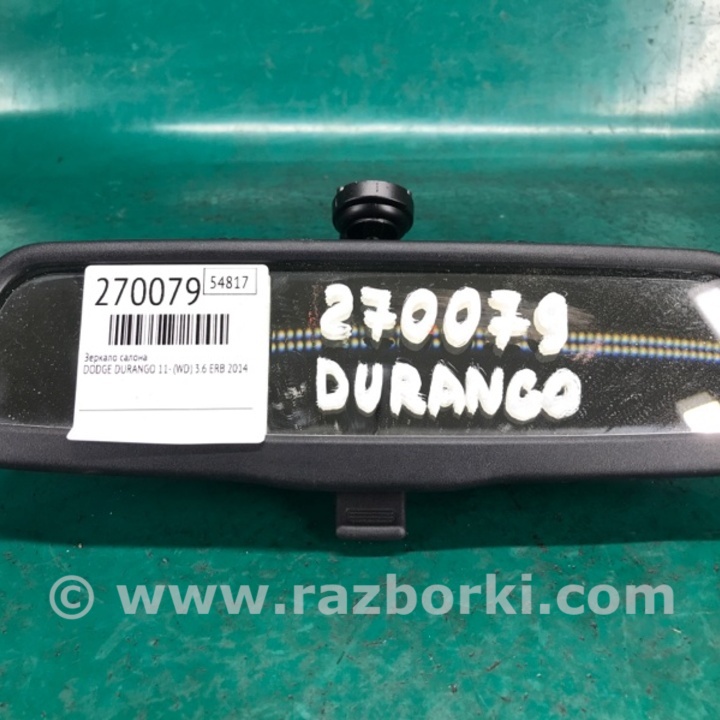 270079
54817
Зеркало салона
DODGE DURANGO 11- (WD) 3.6 ERB 2014
270079
DURANGO
© www.razborki.com